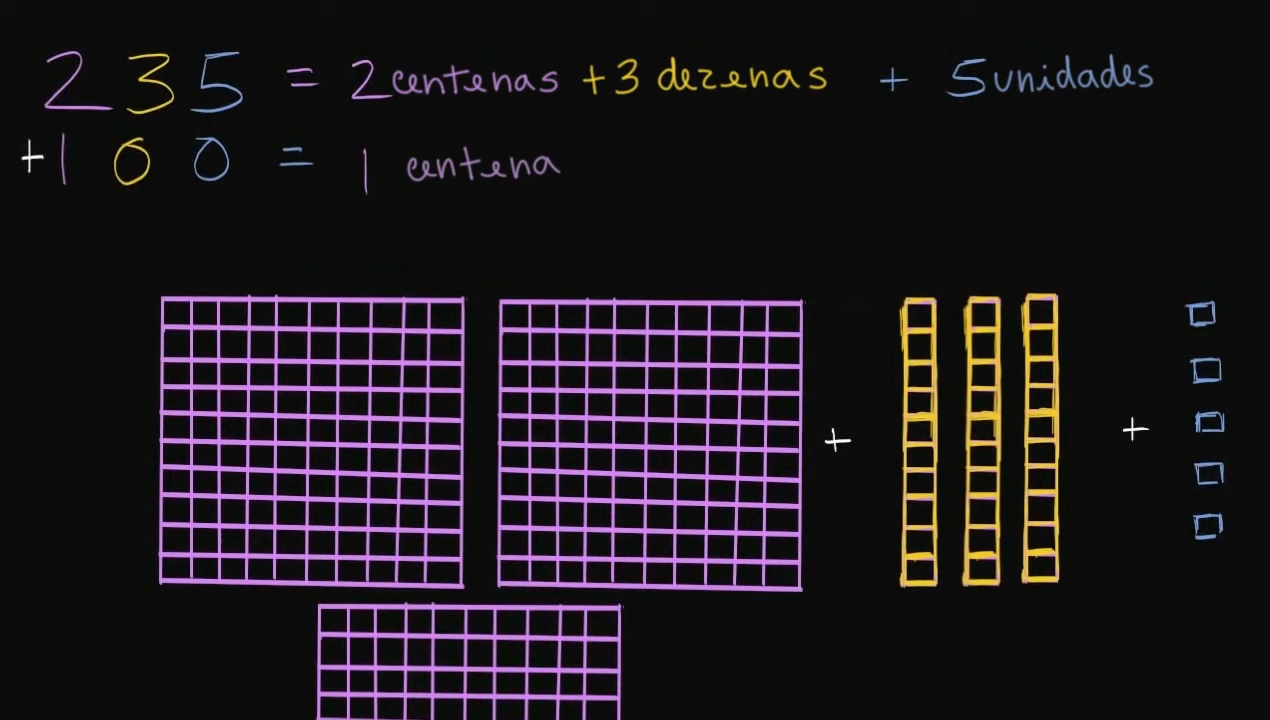 235 = 2 centenas + 3 dezenas + 5 unidades
+ 100 = 1 centena
+ +